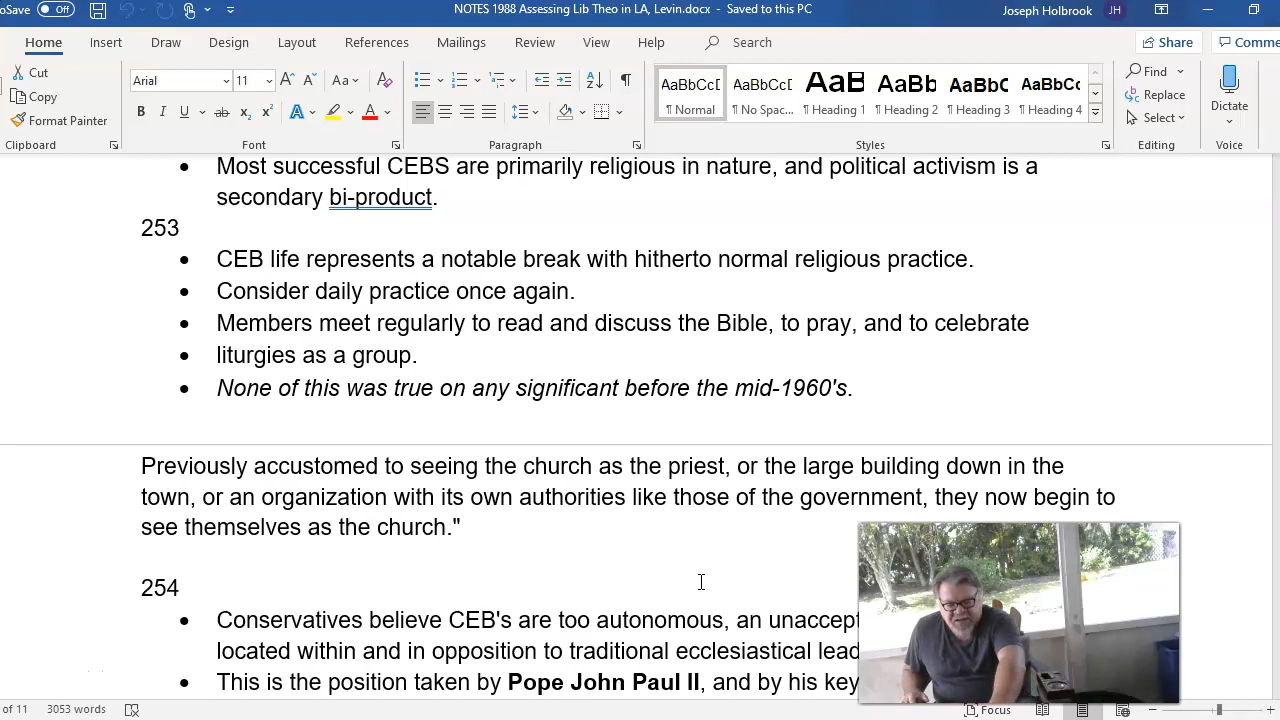 oSave Off NOTES 1988 Assessing Lib Theo in LA, Levin.docx - Saved to this PC Joseph Holbrook JH
Home Insert Draw Design Layout References Mailings Review View Help Search Share Comme
Cut
Copy
Format Painter
Clipboard
Arial 11
Font
Paragraph
AaBbCcD AaBbCcD AaB AaBb AaBbC AaBbCc
¶ Normal ¶ No Spac... ¶ Heading 1 ¶ Heading 2 ¶ Heading 3 ¶ Heading 4
Styles
Find
Replace
Select
Editing
Dictate
Voice
• Most successful CEBS are primarily religious in nature, and political activism is a
secondary bi-product.
253
• CEB life represents a notable break with hitherto normal religious practice.
• Consider daily practice once again.
• Members meet regularly to read and discuss the Bible, to pray, and to celebrate
• liturgies as a group.
• None of this was true on any significant before the mid-1960's.
Previously accustomed to seeing the church as the priest, or the large building down in the
town, or an organization with its own authorities like those of the government, they now begin to
see themselves as the church."
254
• Conservatives believe CEB's are too autonomous, an unaccept
located within and in opposition to traditional ecclesiastical lead
• This is the position taken by Pope John Paul II, and by his key
of 11 3053 words Focus